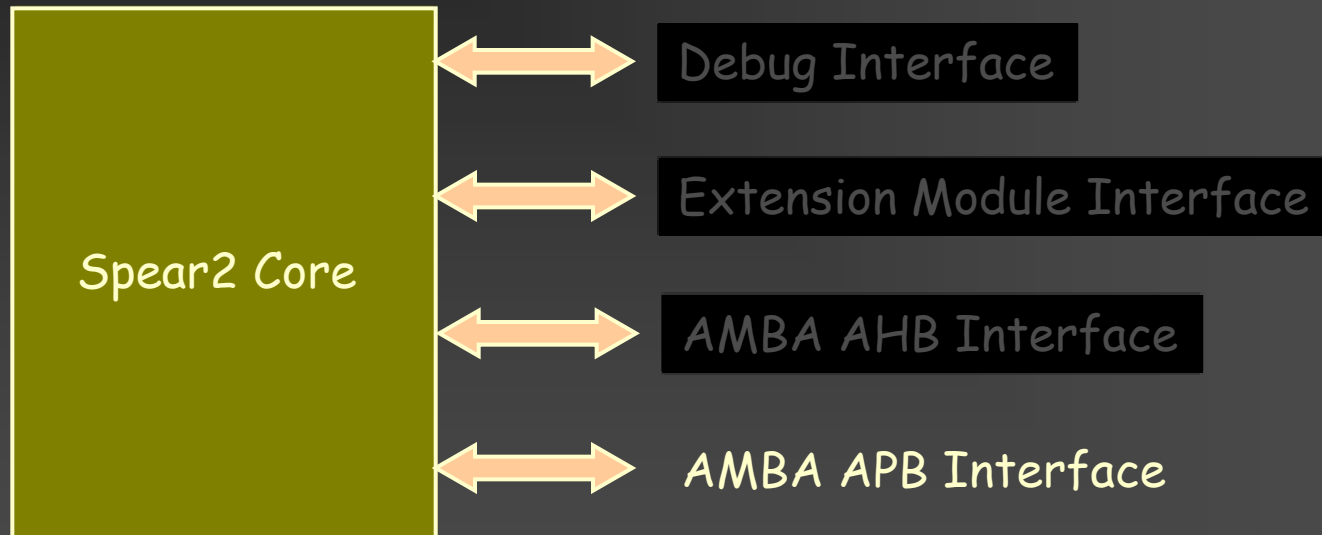 Debug Interface
Extension Module Interface
Spear2 Core
AMBA AHB Interface
AMBA APB Interface